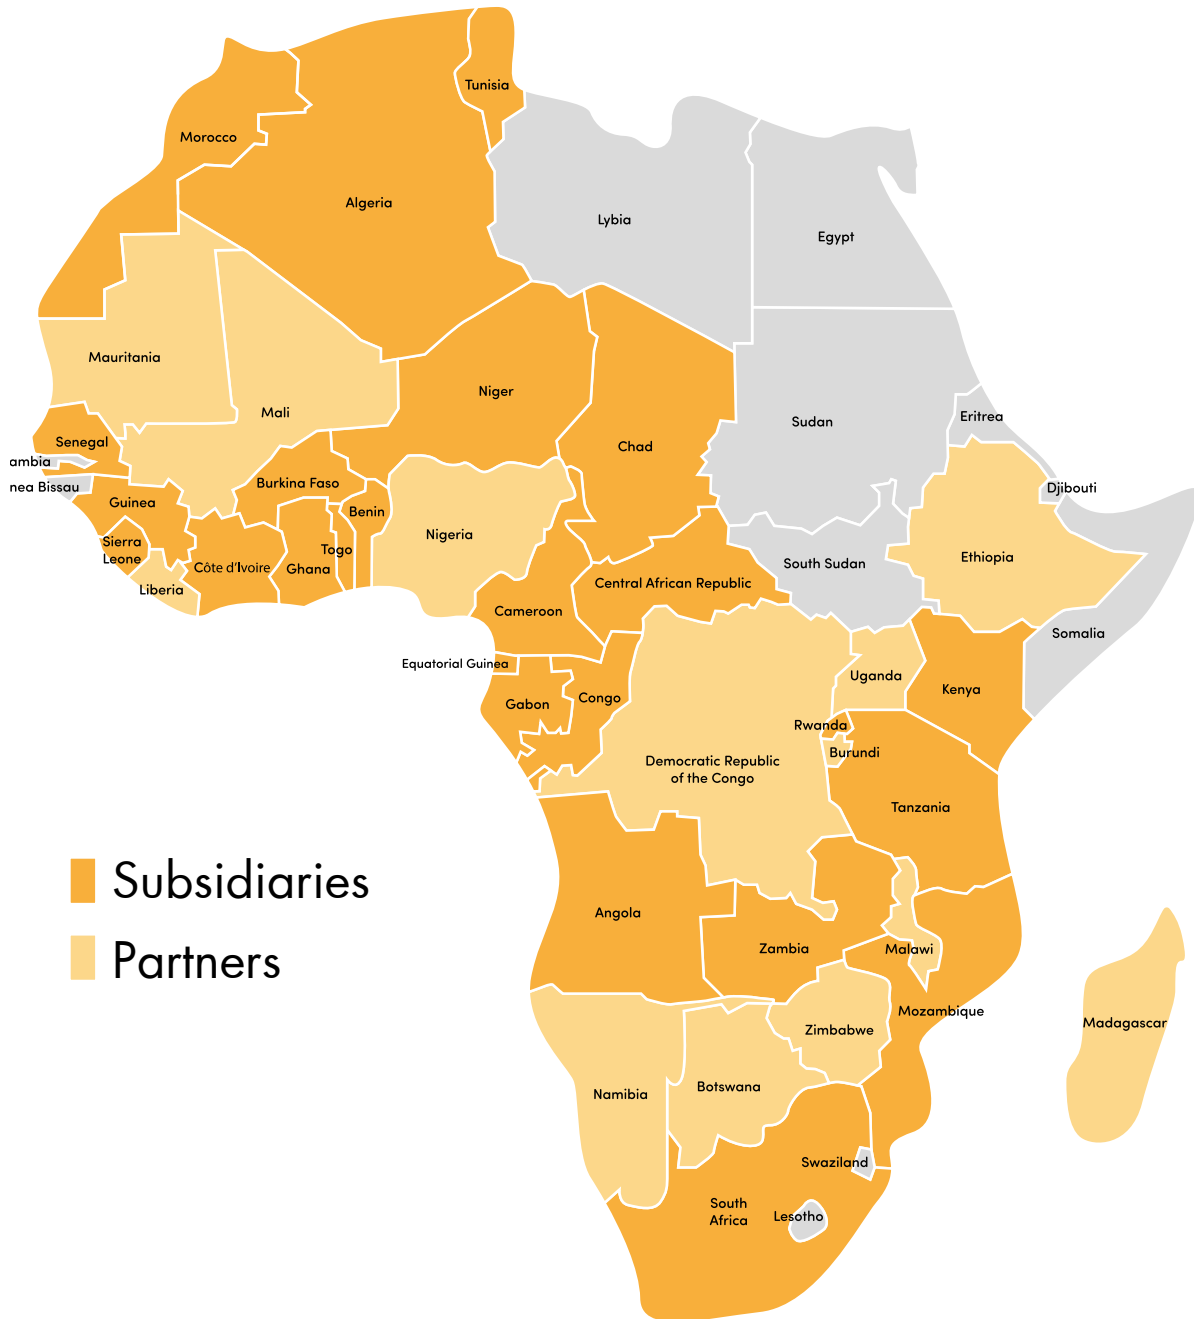 Tunisia
Morocco
Algeria
Lybia
Egypt
Mauritania
Mali
Niger
Chad
Sudan
Eritrea
Senegal
ambia
nea Bissau
Burkina Faso
Djibouti
Guinea
Benin
Nigeria
Sierra
Leone
Togo
Côte d'Ivoire
Ghana
South Sudan
Ethiopia
Liberia
Central African Republic
Cameroon
Somalia
Equatorial Guinea
Uganda
Kenya
Gabon
Congo
Rwanda
Burundi
Democratic Republic
of the Congo
Tanzania
Subsidiaries
Angola
Partners
Zambia
Malawi
Mozambique
Madagascar
Zimbabwe
Botswana
Namibia
Swaziland
South
Africa
Lesotho